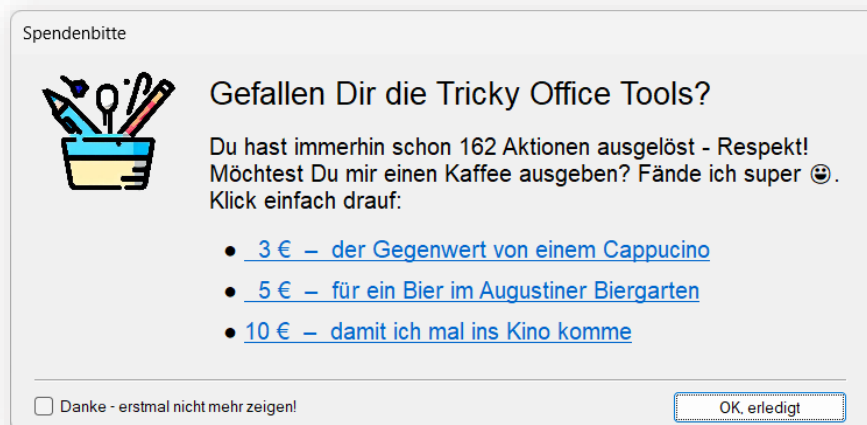 Spendenbitte
Gefallen Dir die Tricky Office Tools?
Du hast immerhin schon 162 Aktionen ausgelöst - Respekt!
Möchtest Du mir einen Kaffee ausgeben? Fände ich super 😀.
Klick einfach drauf:
● 3 € – der Gegenwert von einem Cappucino
● 5 € – für ein Bier im Augustiner Biergarten
● 10 € – damit ich mal ins Kino komme
Danke - erstmal nicht mehr zeigen!
OK, erledigt